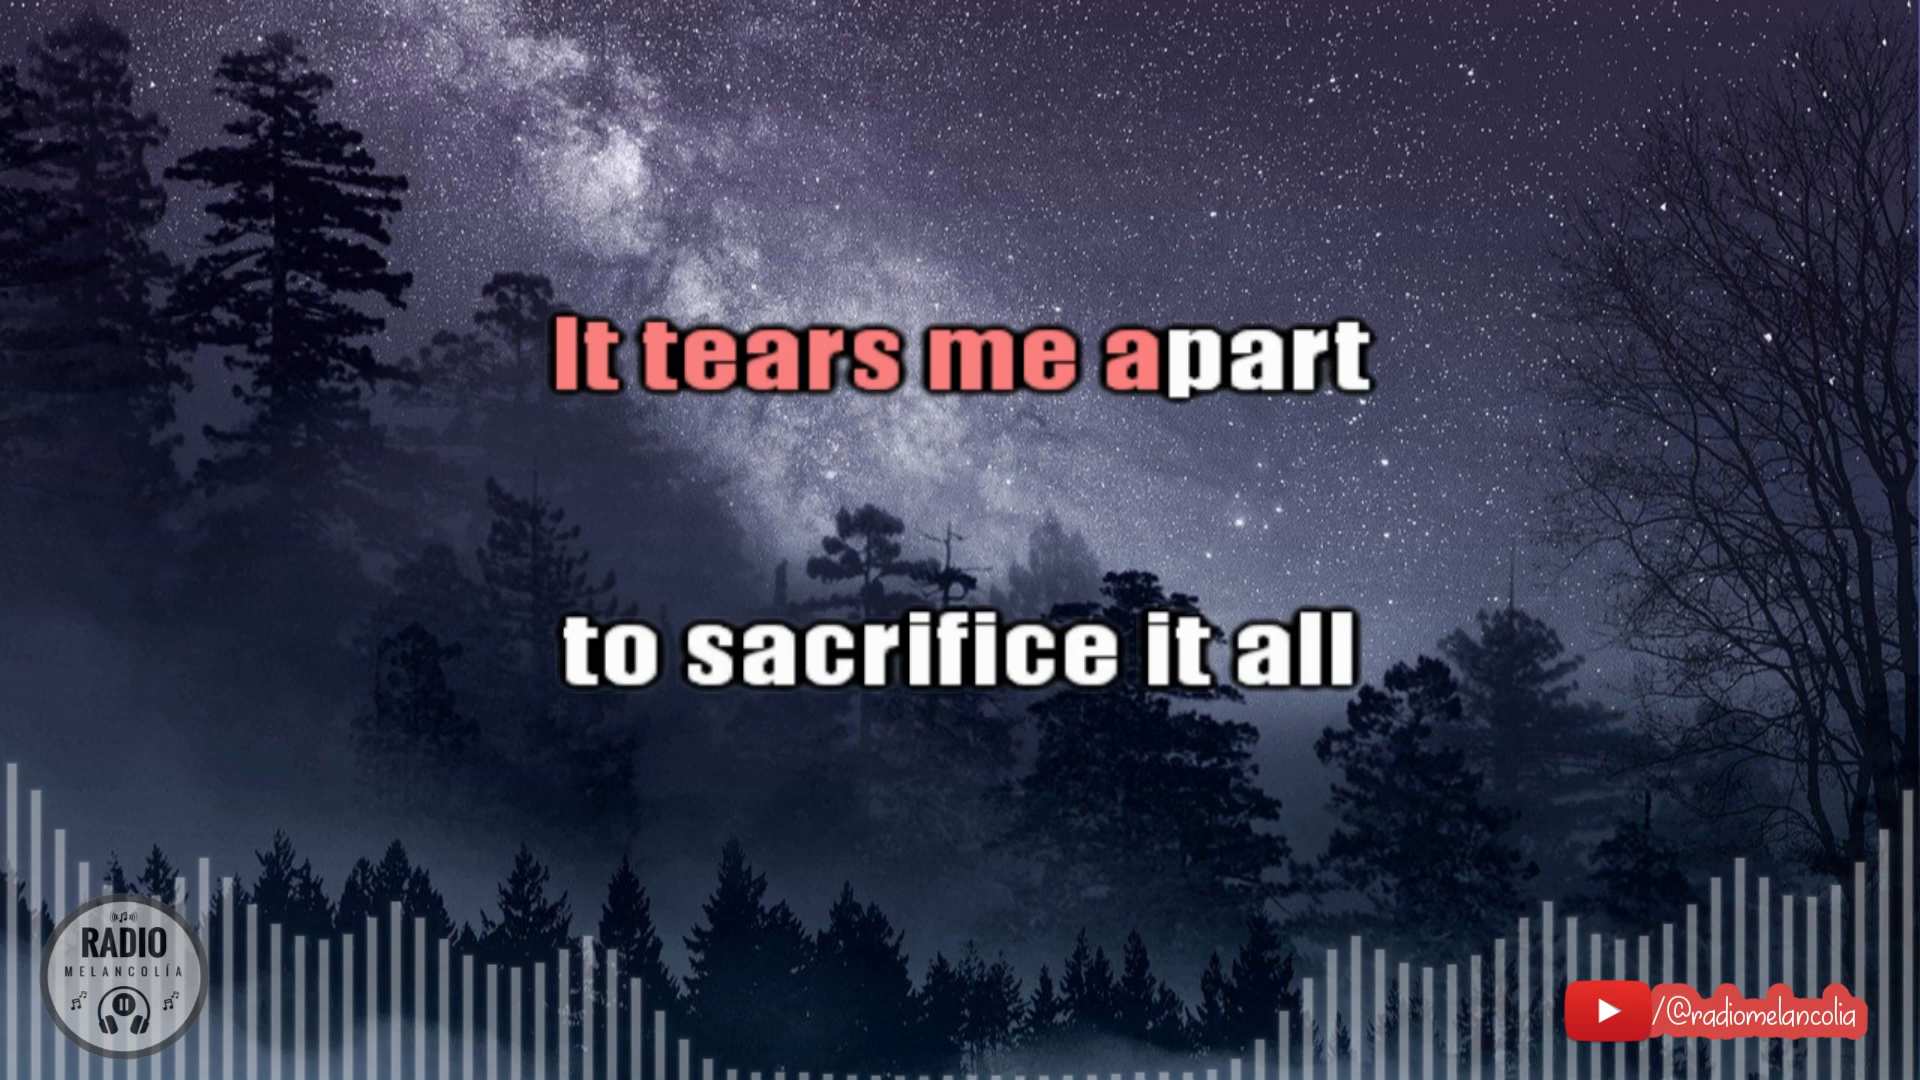 It tears me apart
to sacrifice it all
RADIO
MELANCOLÍA
/@radiomelancolia